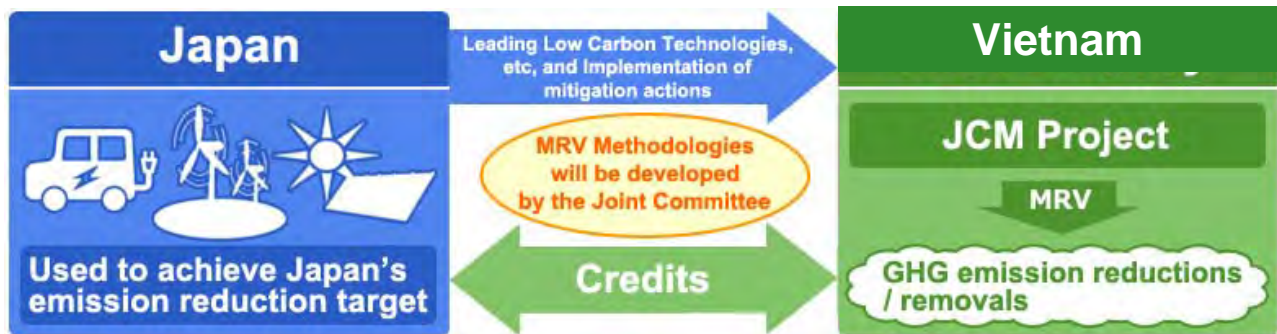 Japan
Used to achieve Japan's
emission reduction target
Leading Low Carbon Technologies,
etc, and Implementation of
mitigation actions
MRV Methodologies
will be developed
by the Joint Committee
Credits
Vietnam
JCM Project
MRV
GHG emission reductions
/ removals